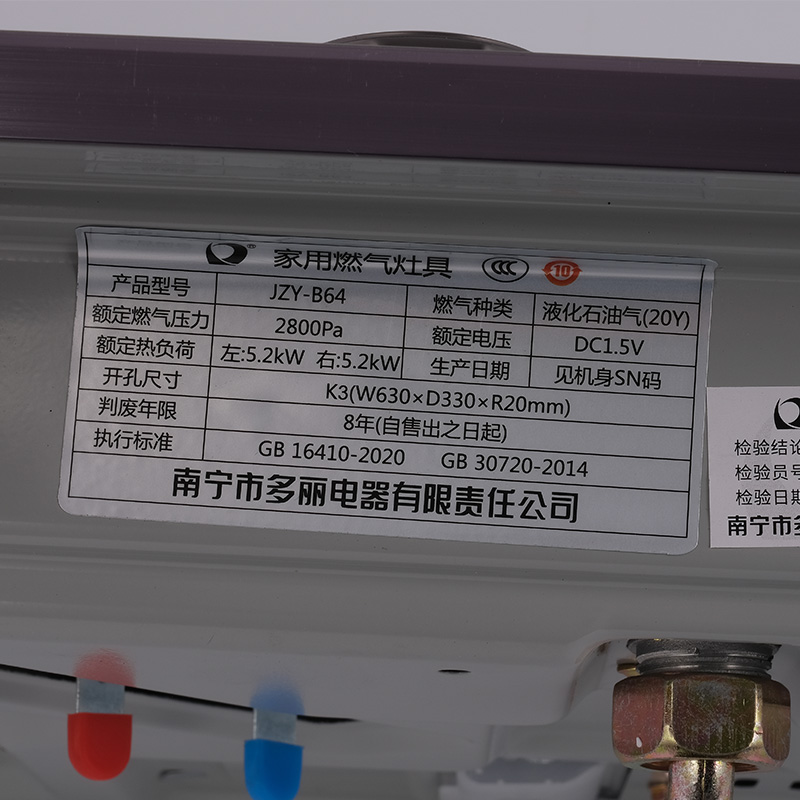 家用燃气灶具 CCC 10
产品型号 JZY-B64 燃气种类 液化石油气(20Y)
额定燃气压力 2800Pa 额定电压 DC1.5V
额定热负荷 左:5.2kW 右:5.2kW 生产日期 见机身SN码
开孔尺寸 K3(W630×D330×R20mm)
判废年限 8年(自售出之日起)
执行标准 GB 16410-2020 GB 30720-2014
南宁市多丽电器有限责任公司
检验结论
检验员号
检验日期
南宁市多